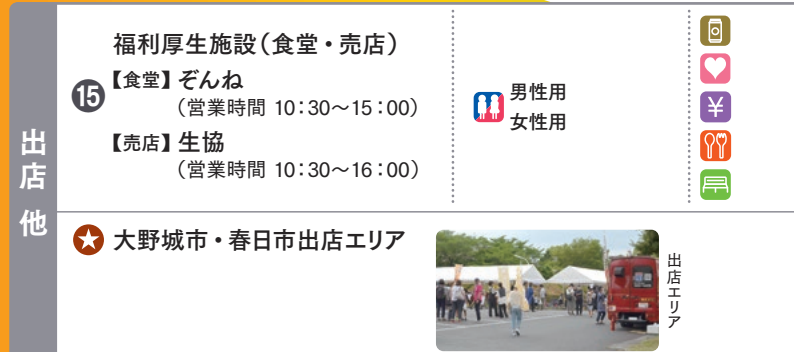 出店 他
福利厚生施設(食堂・売店)
⑮
【食堂】ぞんね
(営業時間 10:30~15:00)
【売店】生協
(営業時間 10:30~16:00)
男性用
女性用
¥
大野城市・春日市出店エリア
出店エリア